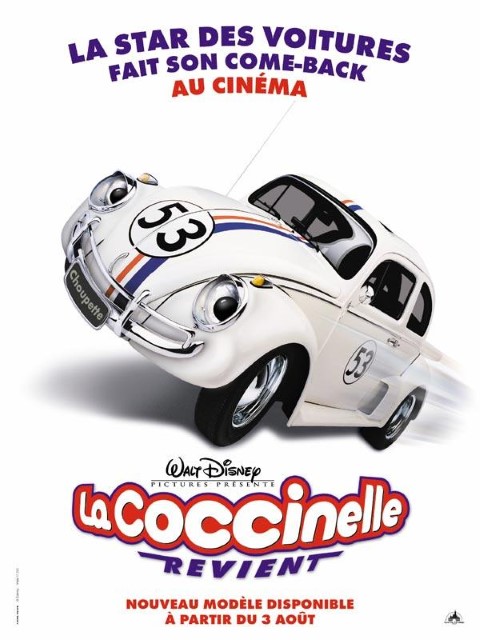 LA STAR DES VOITURES
FAIT SON COME-BACK
AU CINÉMA
53
Choupette
53
WALT DISNEY
PICTURES PRÉSENTE
La Coccinelle
REVIENT
NOUVEAU MODÈLE DISPONIBLE
À PARTIR DU 3 AOÛT